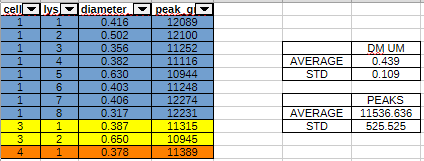 cell lys diameter_ peak_g
1 1 0.416 12089
1 2 0.502 12100
1 3 0.356 11252
1 4 0.382 11116
1 5 0.630 10944
1 6 0.403 11248
1 7 0.406 12274
1 8 0.317 12231
3 1 0.387 11315
3 2 0.650 10945
4 1 0.378 11389
DM UM
AVERAGE 0.439
STD 0.109
PEAKS
AVERAGE 11536.636
STD 525.525